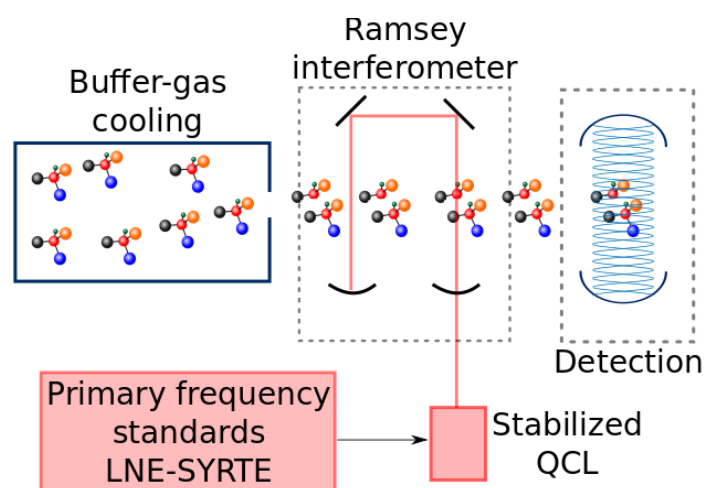 Ramsey
interferometer
Buffer-gas
cooling
Detection
Primary frequency
standards
LNE-SYRTE
Stabilized
QCL